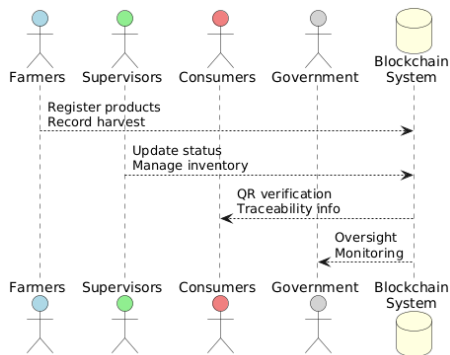 Farmers Supervisors Consumers Government Blockchain
System
Register products
Record harvest
Update status
Manage inventory
QR verification
Traceability info
Oversight
Monitoring
Farmers Supervisors Consumers Government Blockchain
System